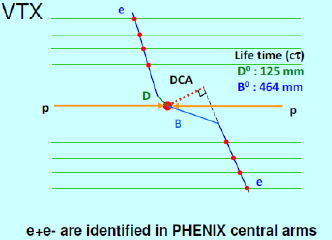 VTX
e
Life time (cτ)
D⁰ : 125 mm
B⁰ : 464 mm
DCA
D
p
p
B
e
e+e- are identified in PHENIX central arms